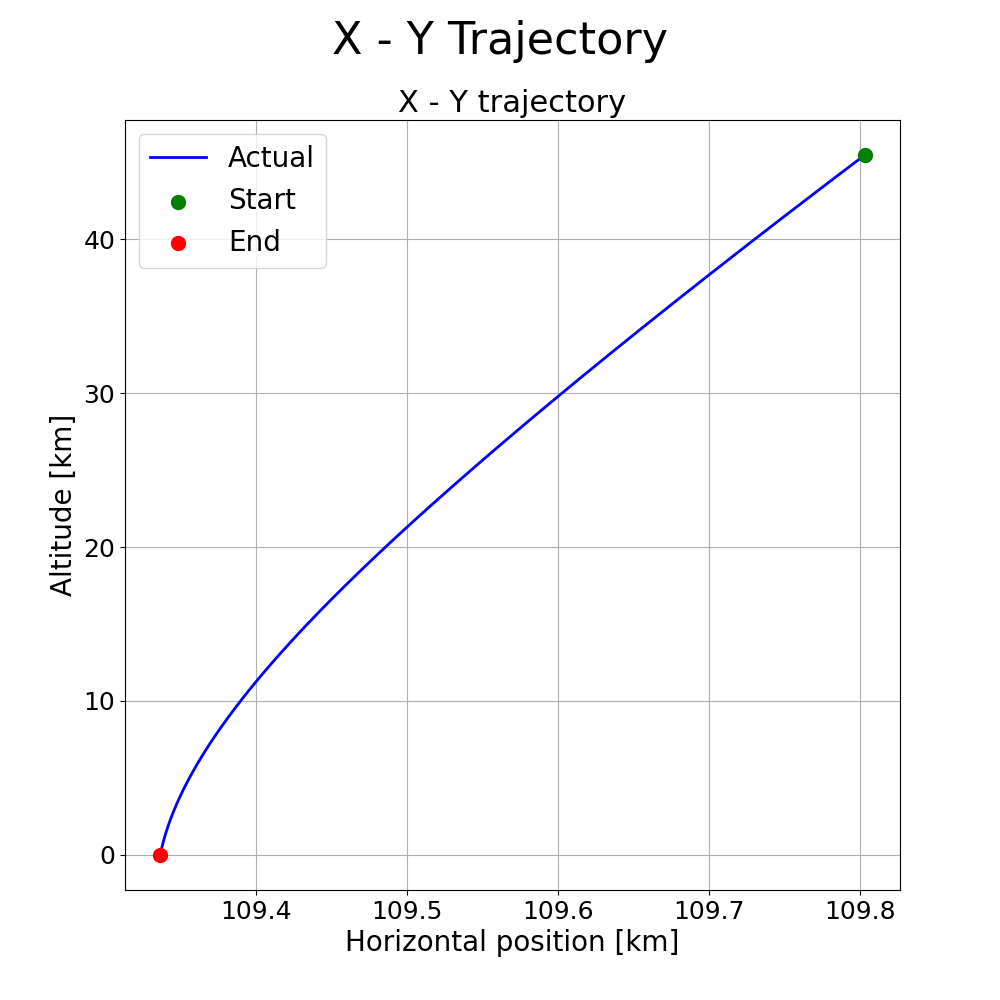 X - Y Trajectory
X - Y trajectory
Actual
Start
End
Altitude [km]
40
30
20
10
0
109.4 109.5 109.6 109.7 109.8
Horizontal position [km]